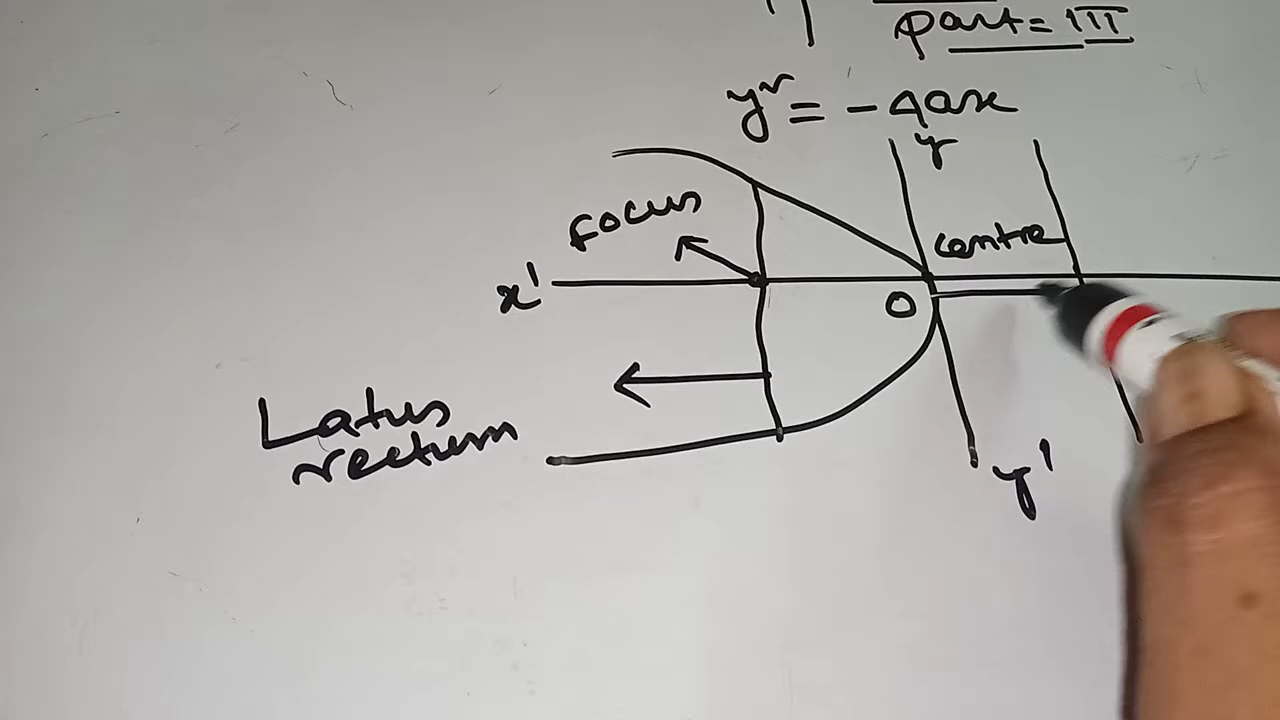 part = III
y² = - 4ax
y
focus
centre
x'
O
Latus
rectum
y'